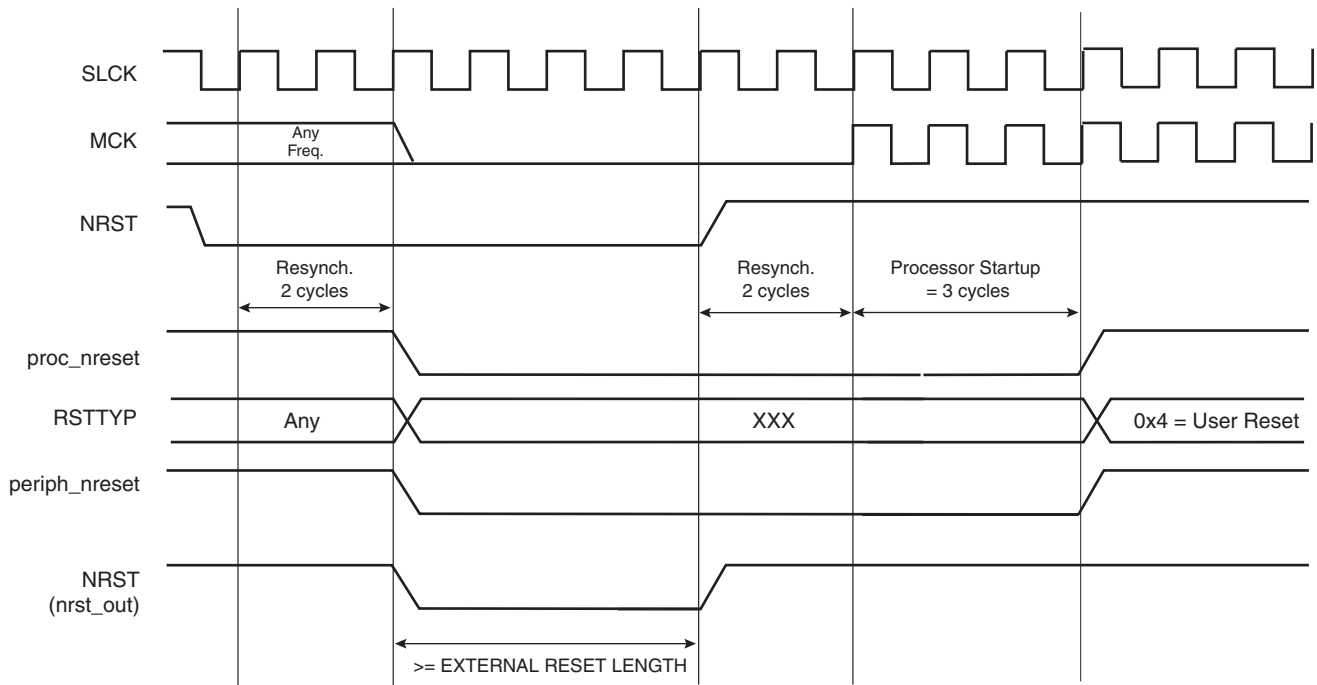 SLCK
MCK
Any
Freq.
NRST
Resynch.
2 cycles
Resynch.
2 cycles
Processor Startup
= 3 cycles
proc_nreset
RSTTYP
Any
XXX
0x4 = User Reset
periph_nreset
NRST
(nrst_out)
>= EXTERNAL RESET LENGTH